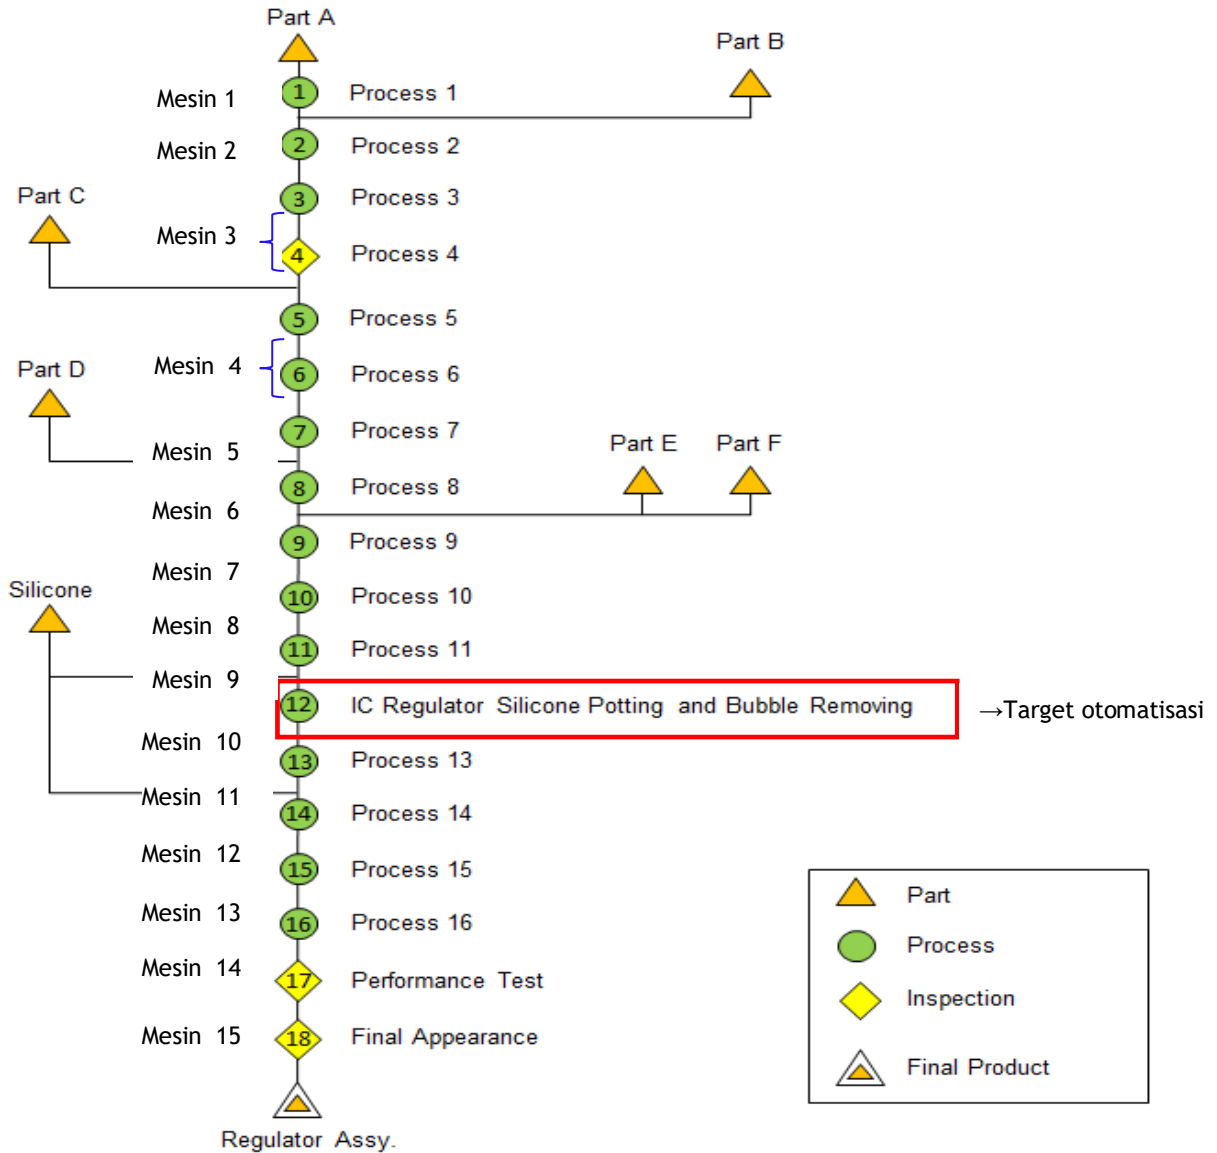 Part A
Part B
Mesin 1
1
Process 1
Mesin 2
2
Process 2
Part C
3
Process 3
Mesin 3
4
Process 4
5
Process 5
Part D
Mesin 4
6
Process 6
7
Process 7
Mesin 5
Part E
Part F
8
Process 8
Mesin 6
9
Process 9
Silicone
Mesin 7
10
Process 10
Mesin 8
11
Process 11
Mesin 9
12
IC Regulator Silicone Potting and Bubble Removing
→Target otomatisasi
Mesin 10
13
Process 13
Mesin 11
14
Process 14
Mesin 12
15
Process 15
Mesin 13
16
Process 16
Mesin 14
17
Performance Test
Mesin 15
18
Final Appearance
Regulator Assy.
Part
Process
Inspection
Final Product